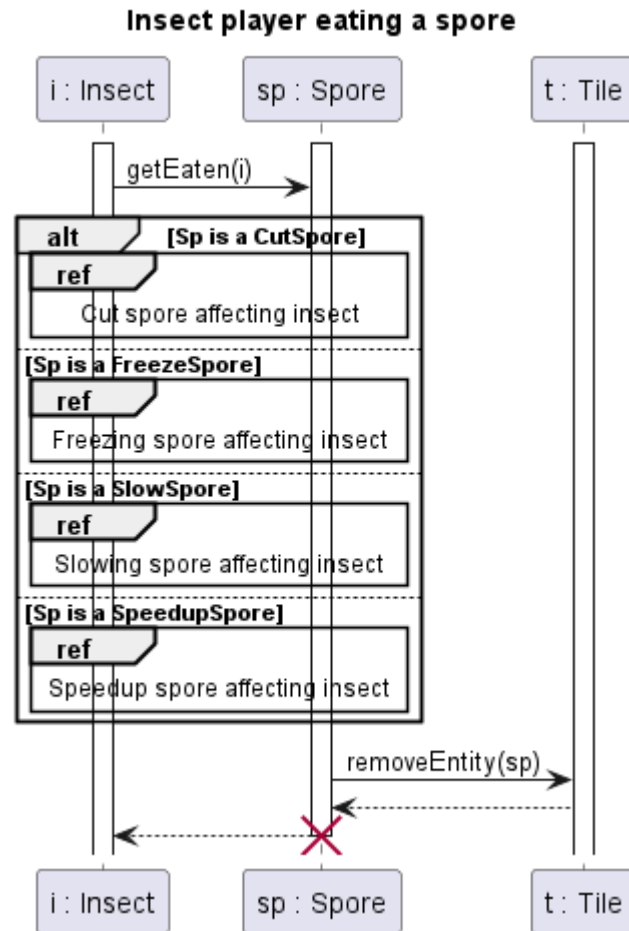 Insect player eating a spore
i : Insect
sp : Spore
t : Tile
getEaten(i)
alt
[Sp is a CutSpore]
ref
Cut spore affecting insect
[Sp is a FreezeSpore]
ref
Freezing spore affecting insect
[Sp is a SlowSpore]
ref
Slowing spore affecting insect
[Sp is a SpeedupSpore]
ref
Speedup spore affecting insect
removeEntity(sp)
i : Insect
sp : Spore
t : Tile